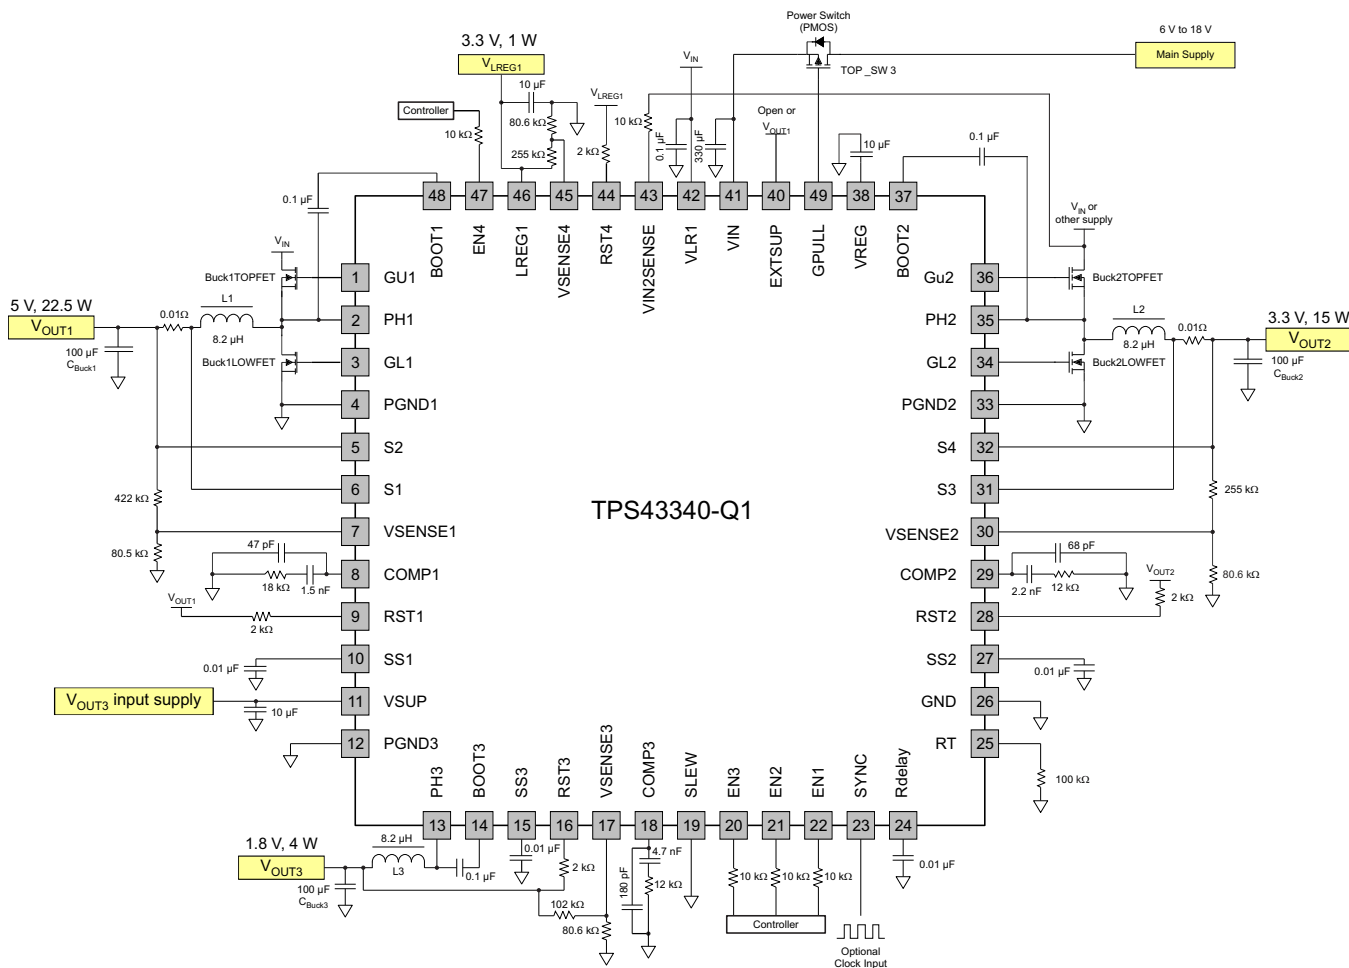 Power Switch
(PMOS)
6 V to 18 V
Main Supply
TOP_SW 3
3.3 V, 1 W
VLREG1
10 µF
80.6 kΩ
255 kΩ
Controller
10 kΩ
VLREG1
2 kΩ
10 kΩ
VIN
0.1 µF
330 µF
Open or
VOUT1
10 µF
0.1 µF
0.1 µF
48
47
46
45
44
43
42
41
40
49
38
37
BOOT1
EN4
LREG1
VSENSE4
RST4
VIN2SENSE
VLR1
VIN
EXTSUP
GPULL
VREG
BOOT2
VIN
Buck1TOPFET
5 V, 22.5 W
VOUT1
0.01Ω
L1
8.2 µH
100 µF
CBuck1
Buck1LOWFET
422 kΩ
80.5 kΩ
47 pF
18 kΩ
1.5 nF
VOUT1
2 kΩ
0.01 µF
VOUT3 input supply
10 µF
1 GU1
2 PH1
3 GL1
4 PGND1
5 S2
6 S1
7 VSENSE1
8 COMP1
9 RST1
10 SS1
11 VSUP
12 PGND3
TPS43340-Q1
Gu2 36
PH2 35
GL2 34
PGND2 33
S4 32
S3 31
VSENSE2 30
COMP2 29
RST2 28
SS2 27
GND 26
RT 25
VIN or
other supply
Buck2TOPFET
L2
8.2 µH
0.01Ω
3.3 V, 15 W
VOUT2
100 µF
CBuck2
Buck2LOWFET
255 kΩ
80.6 kΩ
68 pF
2.2 nF
12 kΩ
VOUT2
2 kΩ
0.01 µF
100 kΩ
PH3
BOOT3
SS3
RST3
VSENSE3
COMP3
SLEW
EN3
EN2
EN1
SYNC
Rdelay
13
14
15
16
17
18
19
20
21
22
23
24
1.8 V, 4 W
VOUT3
8.2 µH
L3
100 µF
CBuck3
0.1 µF
0.01 µF
2 kΩ
102 kΩ
80.6 kΩ
180 pF
4.7 nF
12 kΩ
10 kΩ
10 kΩ
10 kΩ
Controller
Optional
Clock Input
0.01 µF